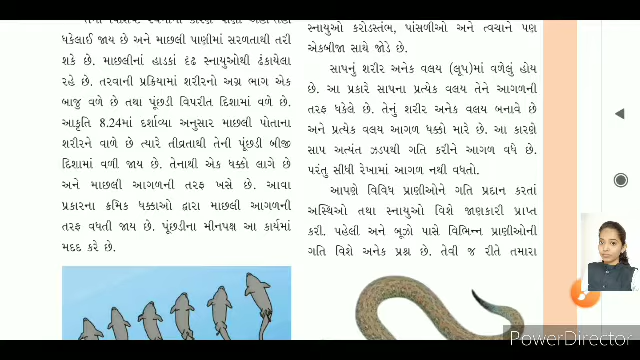 ધકેલાઈ જાય છે અને માછલી પાણીમાં સરળતાથી તરી
શકે છે. માછલીનાં હાડકાં દૃઢ સ્નાયુઓથી ઢંકાયેલા
રહે છે. તરવાની પ્રક્રિયામાં શરીરનો અગ્ર ભાગ એક
બાજુ વળે છે તથા પૂંછડી વિપરીત દિશામાં વળે છે.
આકૃતિ 8.24માં દર્શાવ્યા અનુસાર માછલી પોતાના
શરીરને વાળે છે ત્યારે તીવ્રતાથી તેની પૂંછડી બીજી
દિશામાં વળી જાય છે. તેનાથી એક ધક્કો લાગે છે
અને માછલી આગળની તરફ ખસે છે. આવા
પ્રકારના ક્રમિક ધક્કાઓ દ્વારા માછલી આગળની
તરફ વધતી જાય છે. પૂંછડીના મીનપક્ષ આ કાર્યમાં
મદદ કરે છે.
સ્નાયુઓ કરોડસ્તંભ, પાંસળીઓ અને ત્વચાને પણ
એકબીજા સાથે જોડે છે.
સાપનું શરીર અનેક વલય (લૂપ)માં વળેલું હોય
છે. આ પ્રકારે સાપના પ્રત્યેક વલય તેને આગળની
તરફ ધકેલે છે. તેનું શરીર અનેક વલય બનાવે છે
અને પ્રત્યેક વલય આગળ ધક્કો મારે છે. આ કારણે
સાપ અત્યંત ઝડપથી ગતિ કરીને આગળ વધે છે.
પરંતુ સીધી રેખામાં આગળ નથી વધતો.
આપણે વિવિધ પ્રાણીઓને ગતિ પ્રદાન કરતાં
અસ્થિઓ તથા સ્નાયુઓ વિશે જાણકારી પ્રાપ્ત
કરી. પહેલી અને બૂઝો પાસે વિભિન્ન પ્રાણીઓની
ગતિ વિશે અનેક પ્રશ્ન છે. તેવી જ રીતે તમારા
PowerDirector